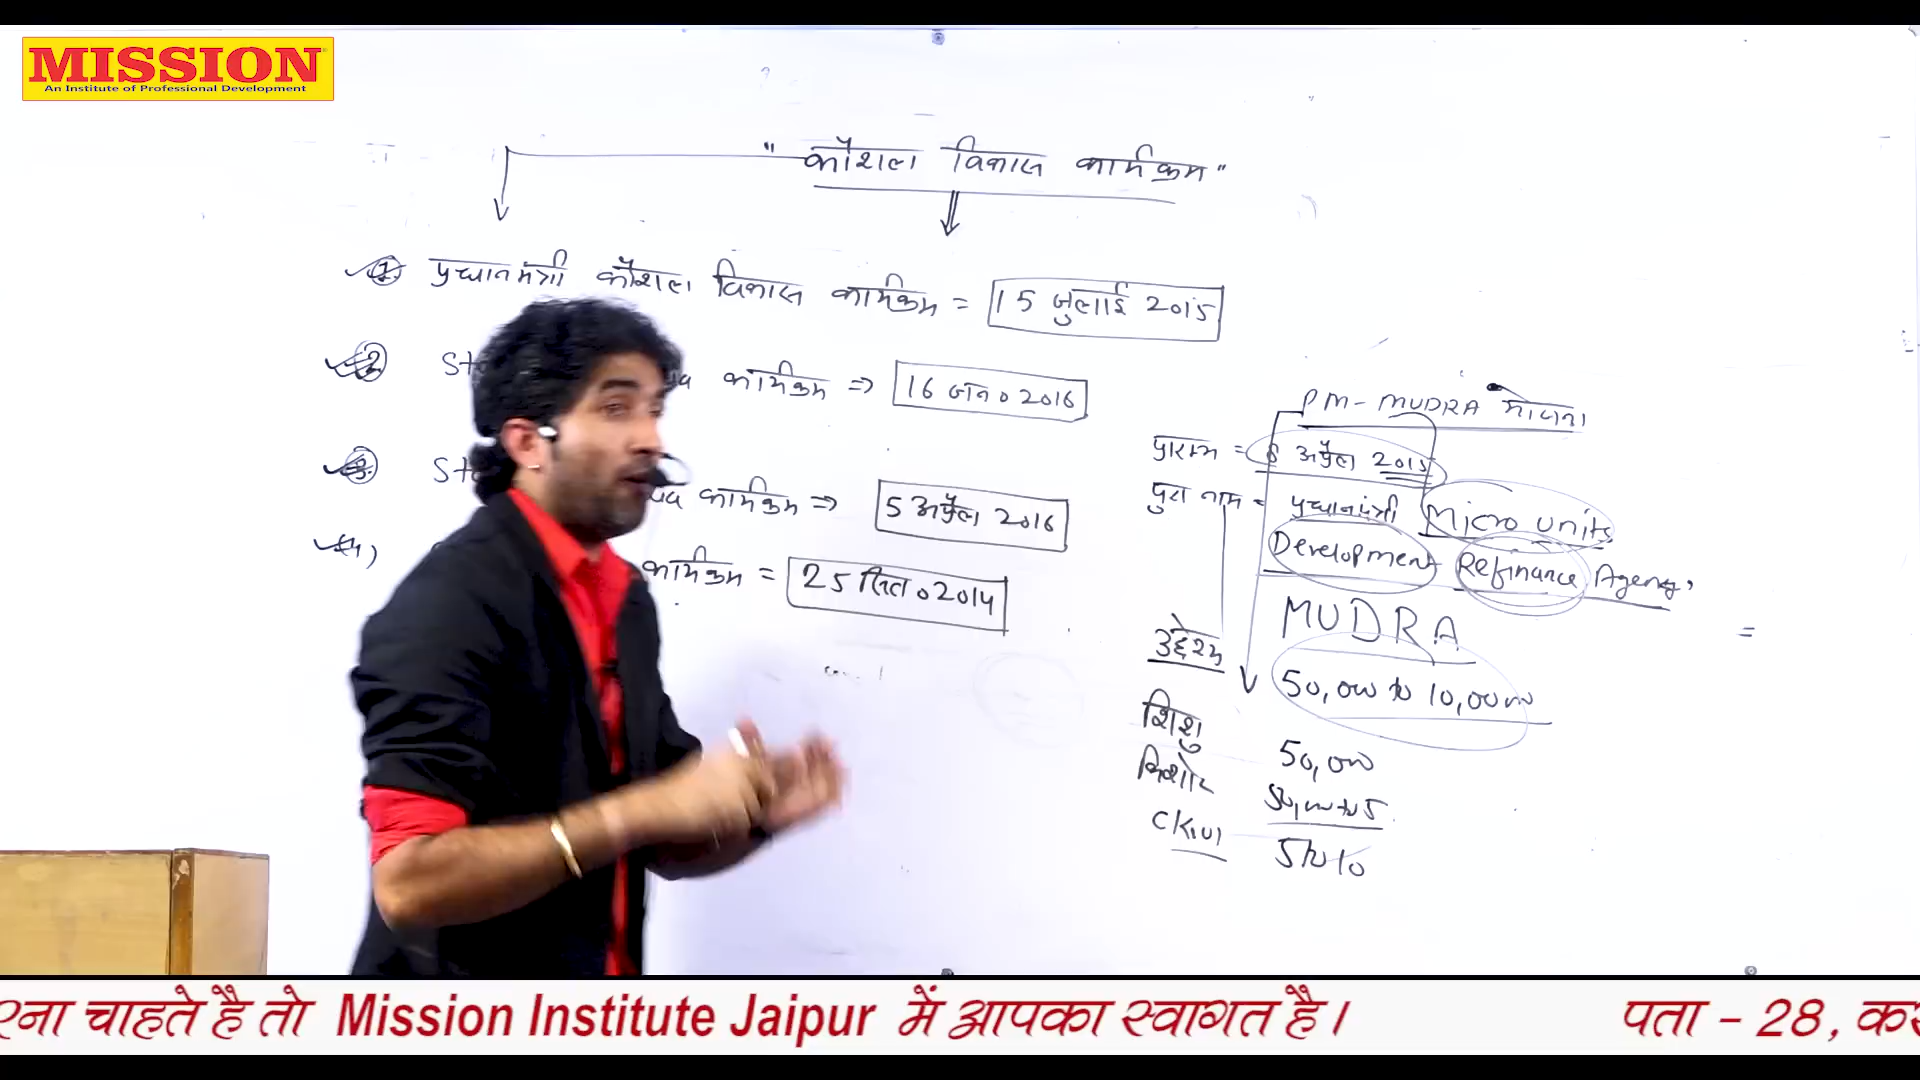 MISSION
An Institute of Professional Development
" कौशल विकास कार्यक्रम "
1. प्रधानमंत्री कौशल विकास कार्यक्रम = 15 जुलाई 2015
2. कार्यक्रम => 16 जन० 2016
3. कार्यक्रम => 5 अप्रैल 2016
4) कार्यक्रम = 25 सित० 2014
PM - MUDRA योजना
प्रारम्भ = 8 अप्रैल 2015
पुरा नाम = प्रधानमंत्री Micro Units
Development Refinance Agency,
MUDRA
उद्देश्य
50,000 to 10,00000
शिशु 50,000
किशोर 50,000 to 5
5 to 10
चाहते है तो Mission Institute Jaipur में आपका स्वागत है। पता - 28,